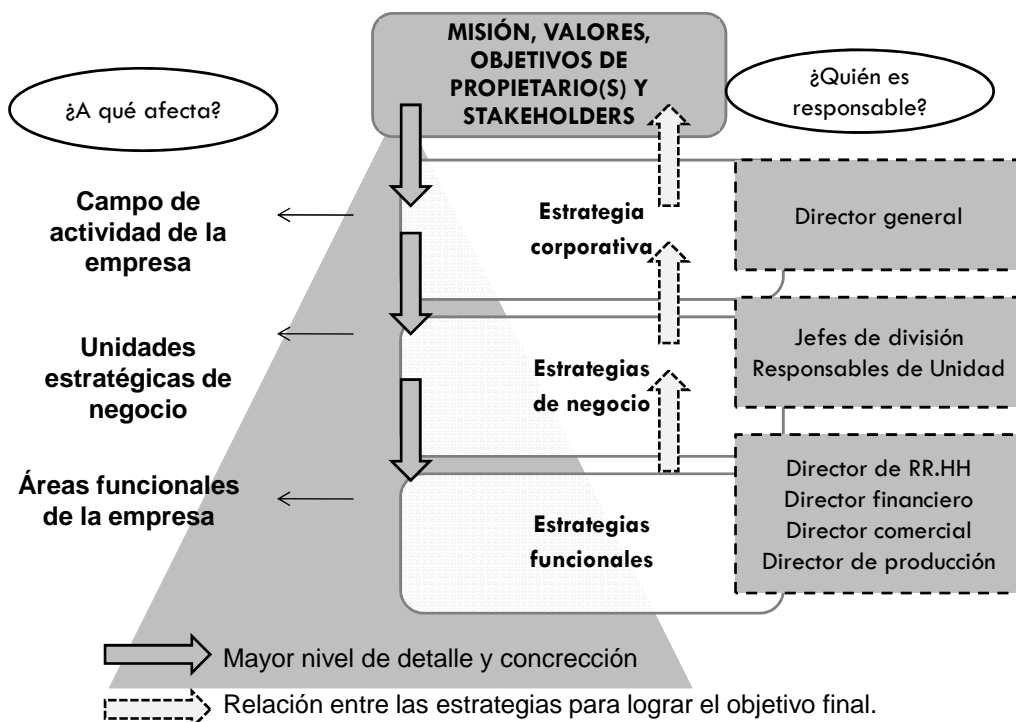 MISIÓN, VALORES,
OBJETIVOS DE
PROPIETARIO(S) Y
STAKEHOLDERS
¿A qué afecta?
¿Quién es
responsable?
Campo de
actividad de la
empresa
Estrategia
corporativa
Director general
Unidades
estratégicas de
negocio
Estrategias
de negocio
Jefes de división
Responsables de Unidad
Áreas funcionales
de la empresa
Estrategias
funcionales
Director de RR.HH
Director financiero
Director comercial
Director de producción
Mayor nivel de detalle y concrección
Relación entre las estrategias para lograr el objetivo final.